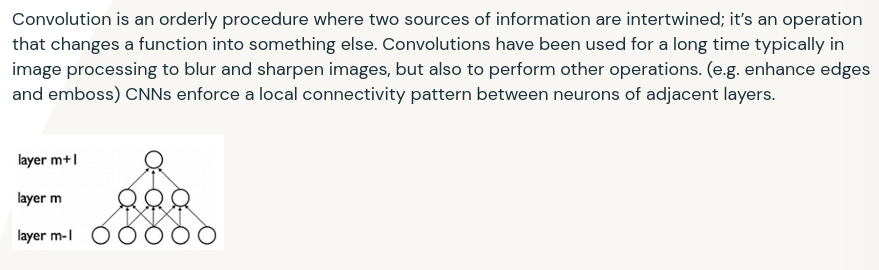 Convolution is an orderly procedure where two sources of information are intertwined; it’s an operation
that changes a function into something else. Convolutions have been used for a long time typically in
image processing to blur and sharpen images, but also to perform other operations. (e.g. enhance edges
and emboss) CNNs enforce a local connectivity pattern between neurons of adjacent layers.
layer m+1
layer m
layer m-1